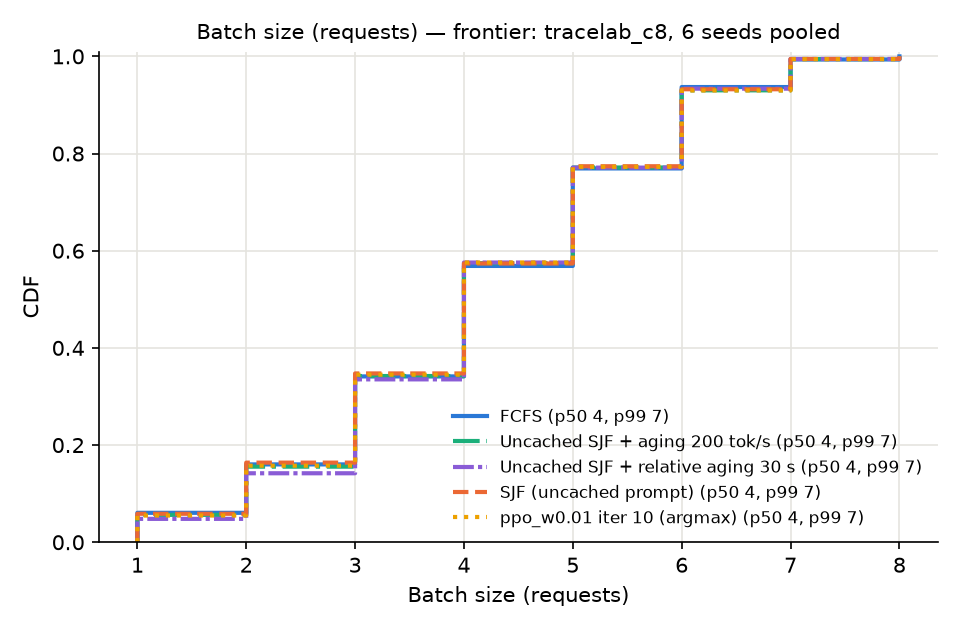 Batch size (requests) — frontier: tracelab_c8, 6 seeds pooled
1.0
0.8
0.6
0.4
0.2
0.0
CDF
FCFS (p50 4, p99 7)
Uncached SJF + aging 200 tok/s (p50 4, p99 7)
Uncached SJF + relative aging 30 s (p50 4, p99 7)
SJF (uncached prompt) (p50 4, p99 7)
ppo_w0.01 iter 10 (argmax) (p50 4, p99 7)
1 2 3 4 5 6 7 8
Batch size (requests)